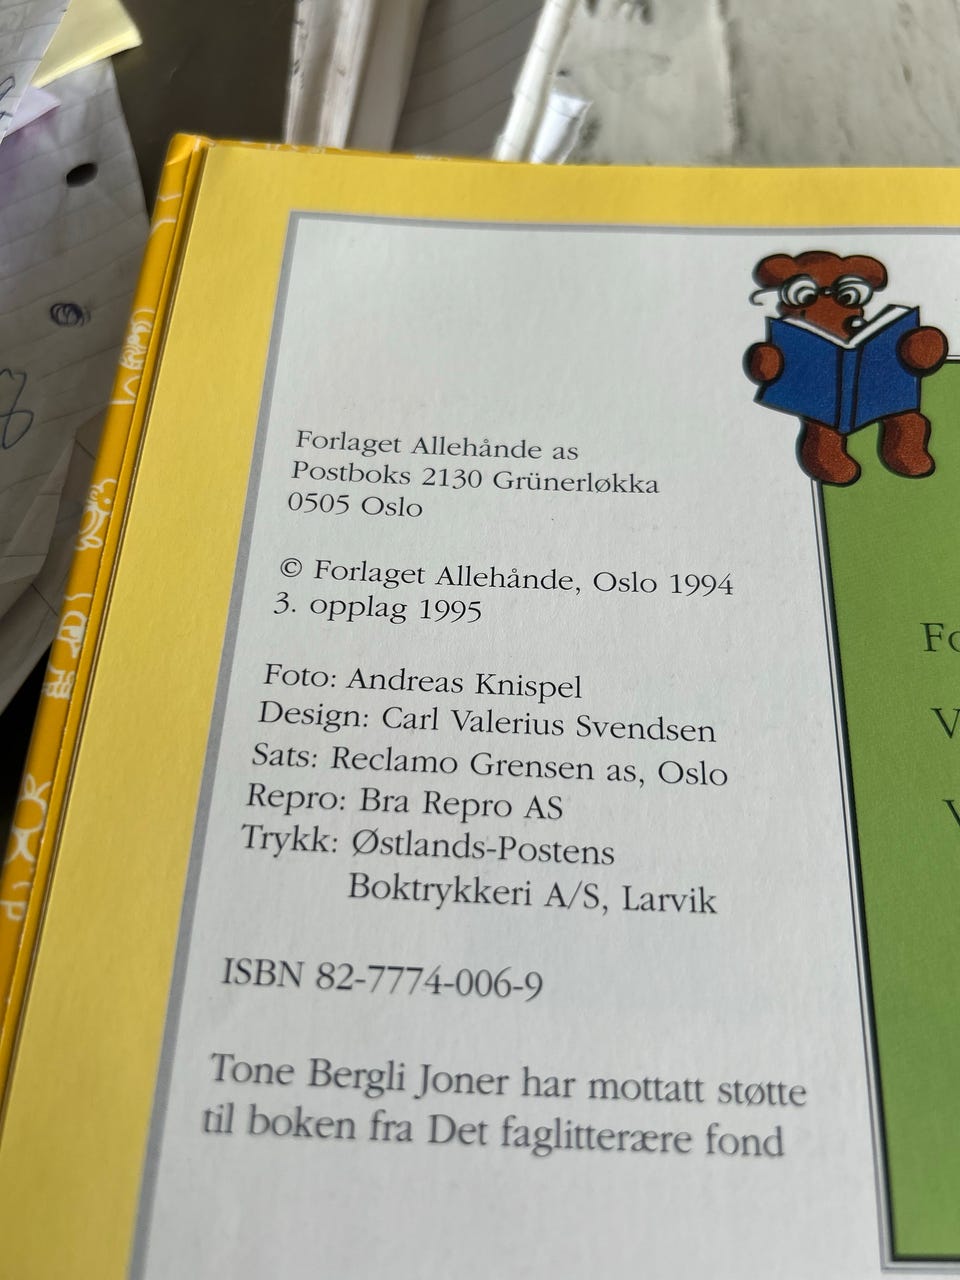 Forlaget Allehånde as
Postboks 2130 Grünerløkka
0505 Oslo
© Forlaget Allehånde, Oslo 1994
3. opplag 1995
Foto: Andreas Knispel
Design: Carl Valerius Svendsen
Sats: Reclamo Grensen as, Oslo
Repro: Bra Repro AS
Trykk: Østlands-Postens
Boktrykkeri A/S, Larvik
ISBN 82-7774-006-9
Tone Bergli Joner har mottatt støtte
til boken fra Det faglitterære fond